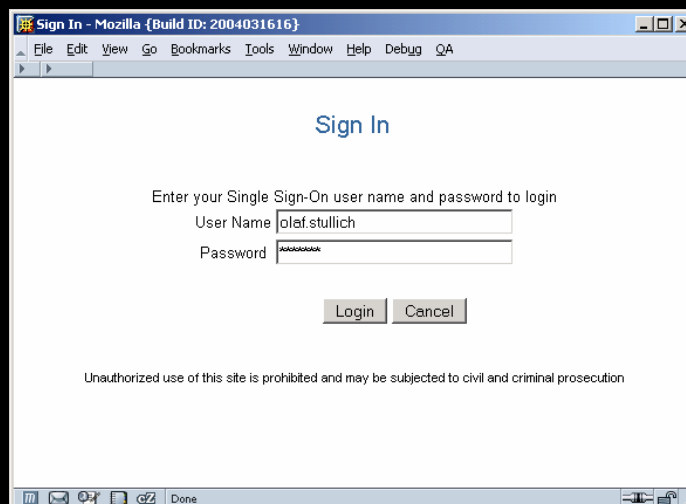 Sign In - Mozilla {Build ID: 2004031616}
File Edit View Go Bookmarks Tools Window Help Debug QA
Sign In
Enter your Single Sign-On user name and password to login
User Name olaf.stullich
Password *******
Login Cancel
Unauthorized use of this site is prohibited and may be subjected to civil and criminal prosecution
Done